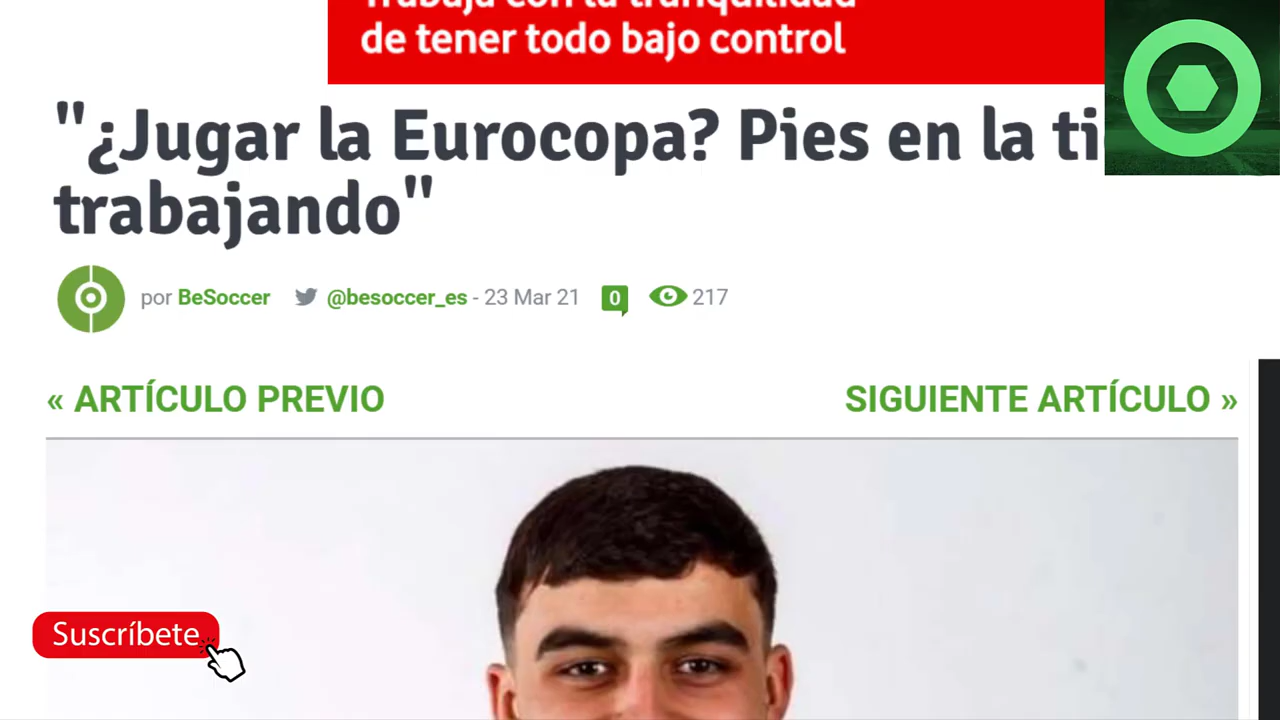 de tener todo bajo control
"¿Jugar la Eurocopa? Pies en la
trabajando"
por BeSoccer @besoccer_es - 23 Mar 21 0 217
« ARTÍCULO PREVIO SIGUIENTE ARTÍCULO »
Suscríbete